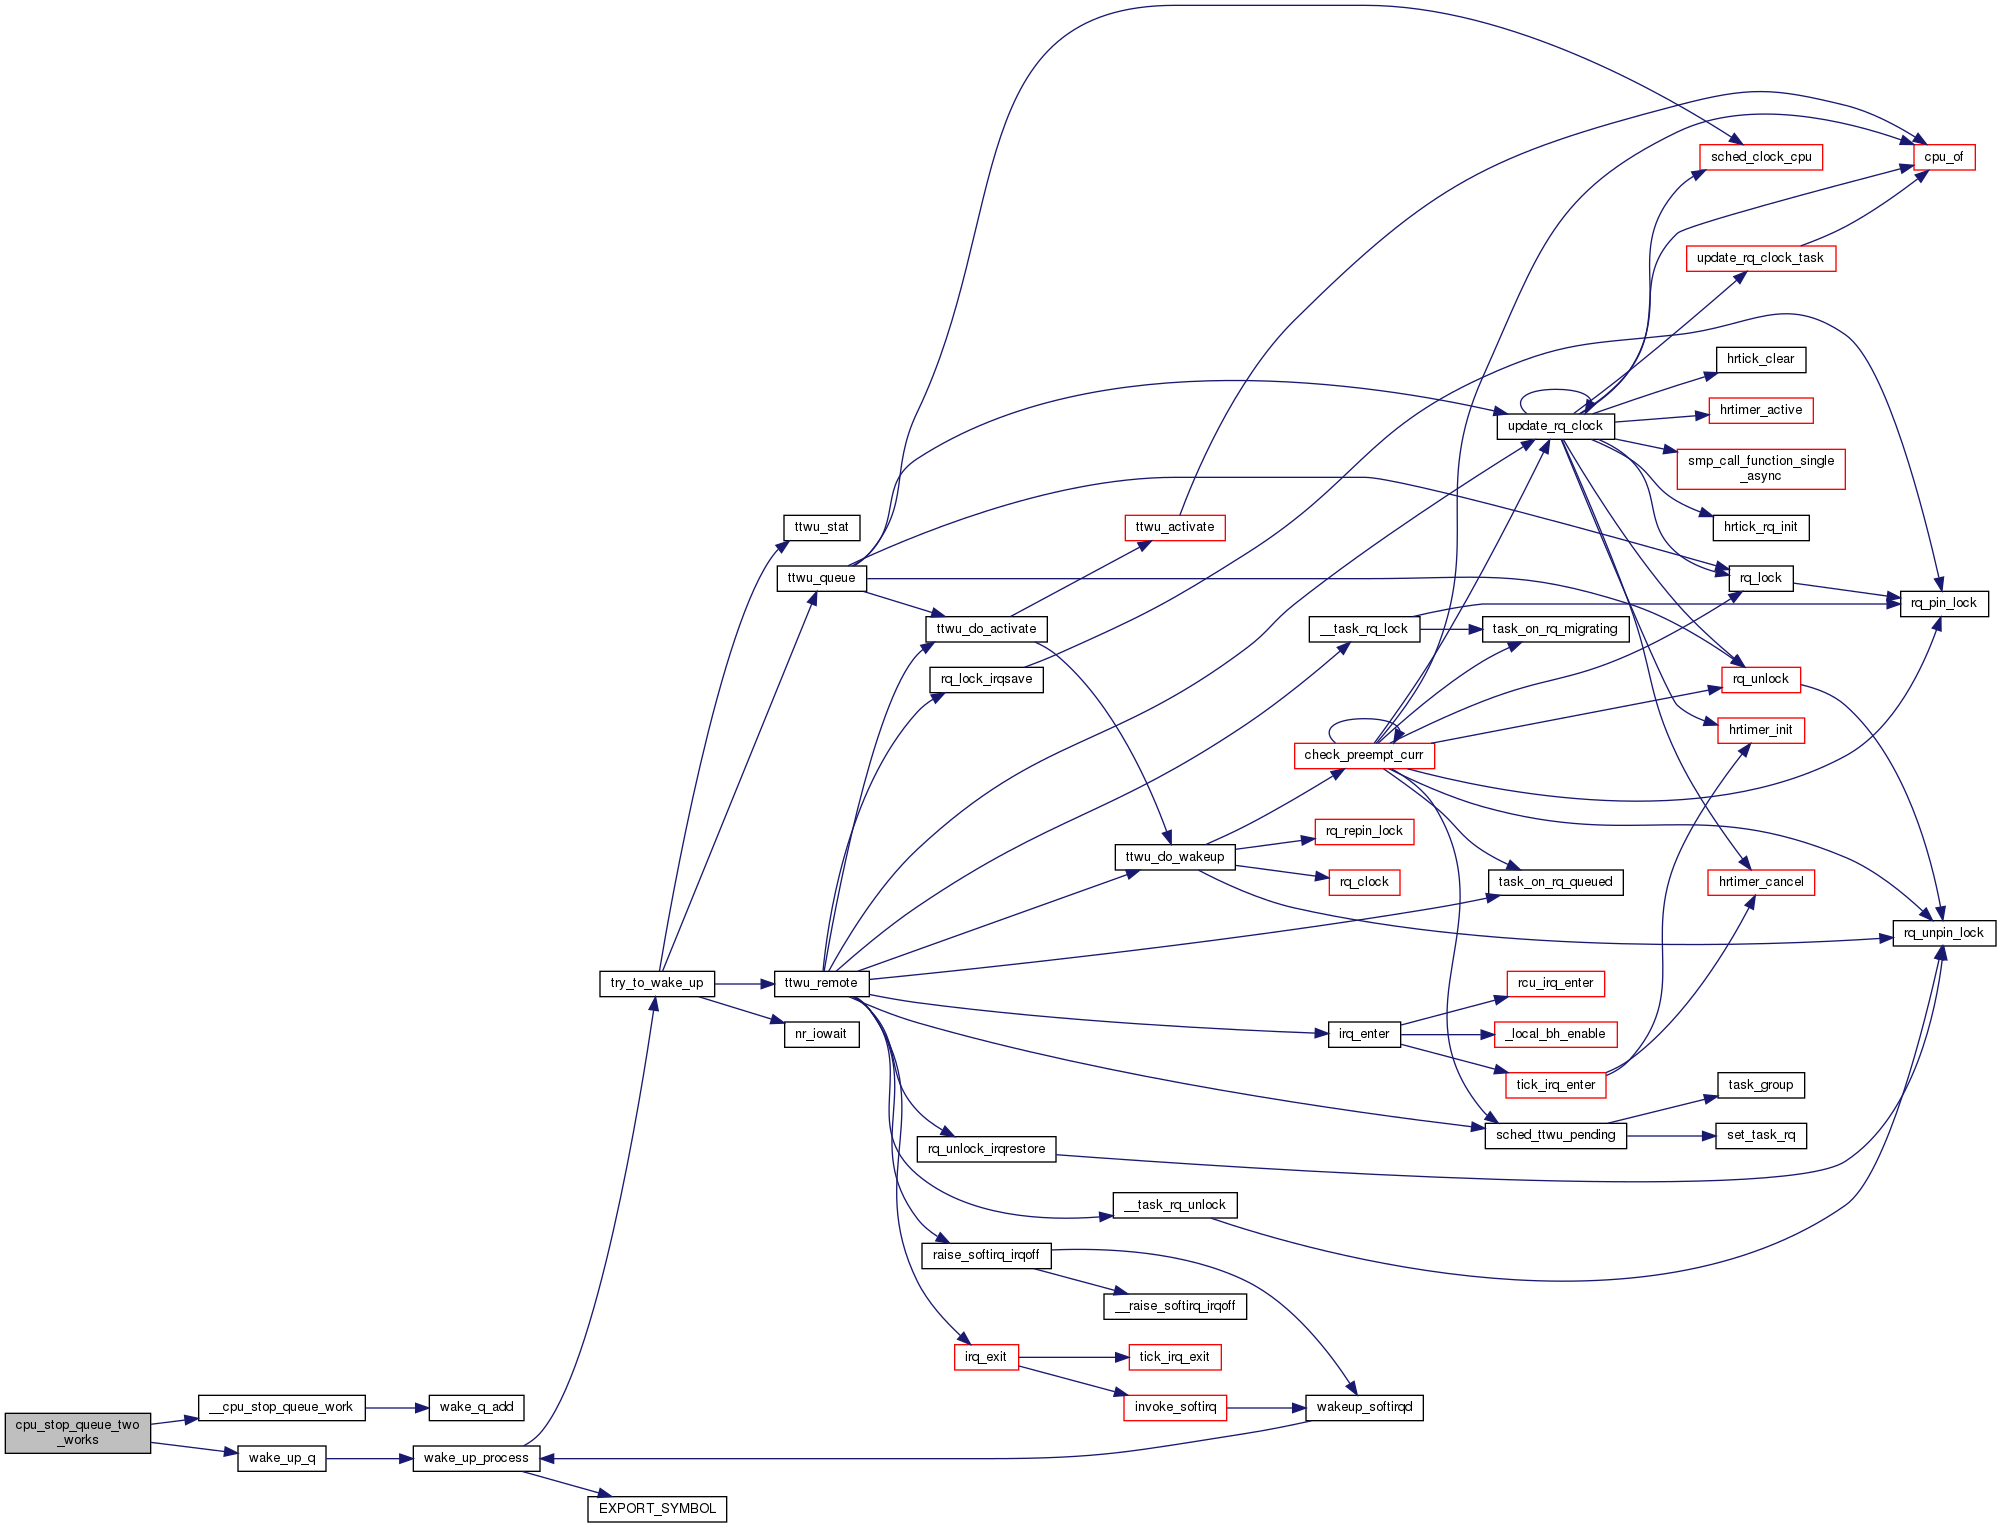 sched_clock_cpu
cpu_of
update_rq_clock_task
hrtick_clear
hrtimer_active
update_rq_clock
smp_call_function_single
_async
ttwu_stat
ttwu_activate
hrtick_rq_init
ttwu_queue
rq_lock
rq_pin_lock
ttwu_do_activate
__task_rq_lock
task_on_rq_migrating
rq_lock_irqsave
rq_unlock
hrtimer_init
check_preempt_curr
rq_repin_lock
ttwu_do_wakeup
rq_clock
task_on_rq_queued
hrtimer_cancel
rq_unpin_lock
try_to_wake_up
ttwu_remote
rcu_irq_enter
nr_iowait
irq_enter
_local_bh_enable
tick_irq_enter
task_group
sched_ttwu_pending
set_task_rq
rq_unlock_irqrestore
__task_rq_unlock
raise_softirq_irqoff
__raise_softirq_irqoff
irq_exit
tick_irq_exit
__cpu_stop_queue_work
wake_q_add
invoke_softirq
wakeup_softirqd
cpu_stop_queue_two
_works
wake_up_q
wake_up_process
EXPORT_SYMBOL